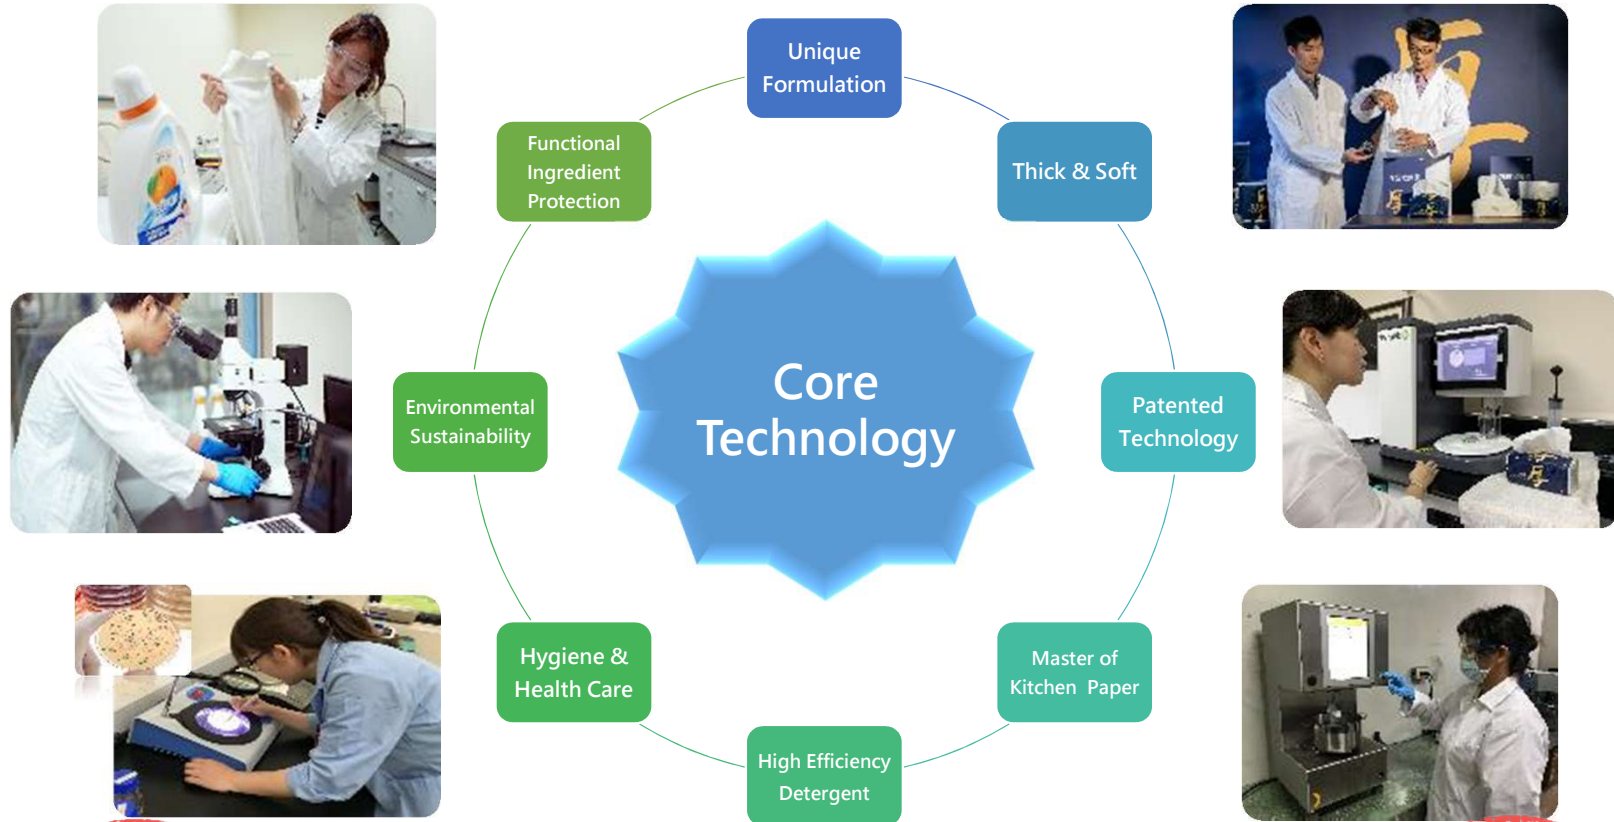 Unique
Formulation
Functional
Ingredient
Protection
Thick & Soft
Core
Technology
Environmental
Sustainability
Patented
Technology
Hygiene &
Health Care
Master of
Kitchen Paper
High Efficiency
Detergent
厚